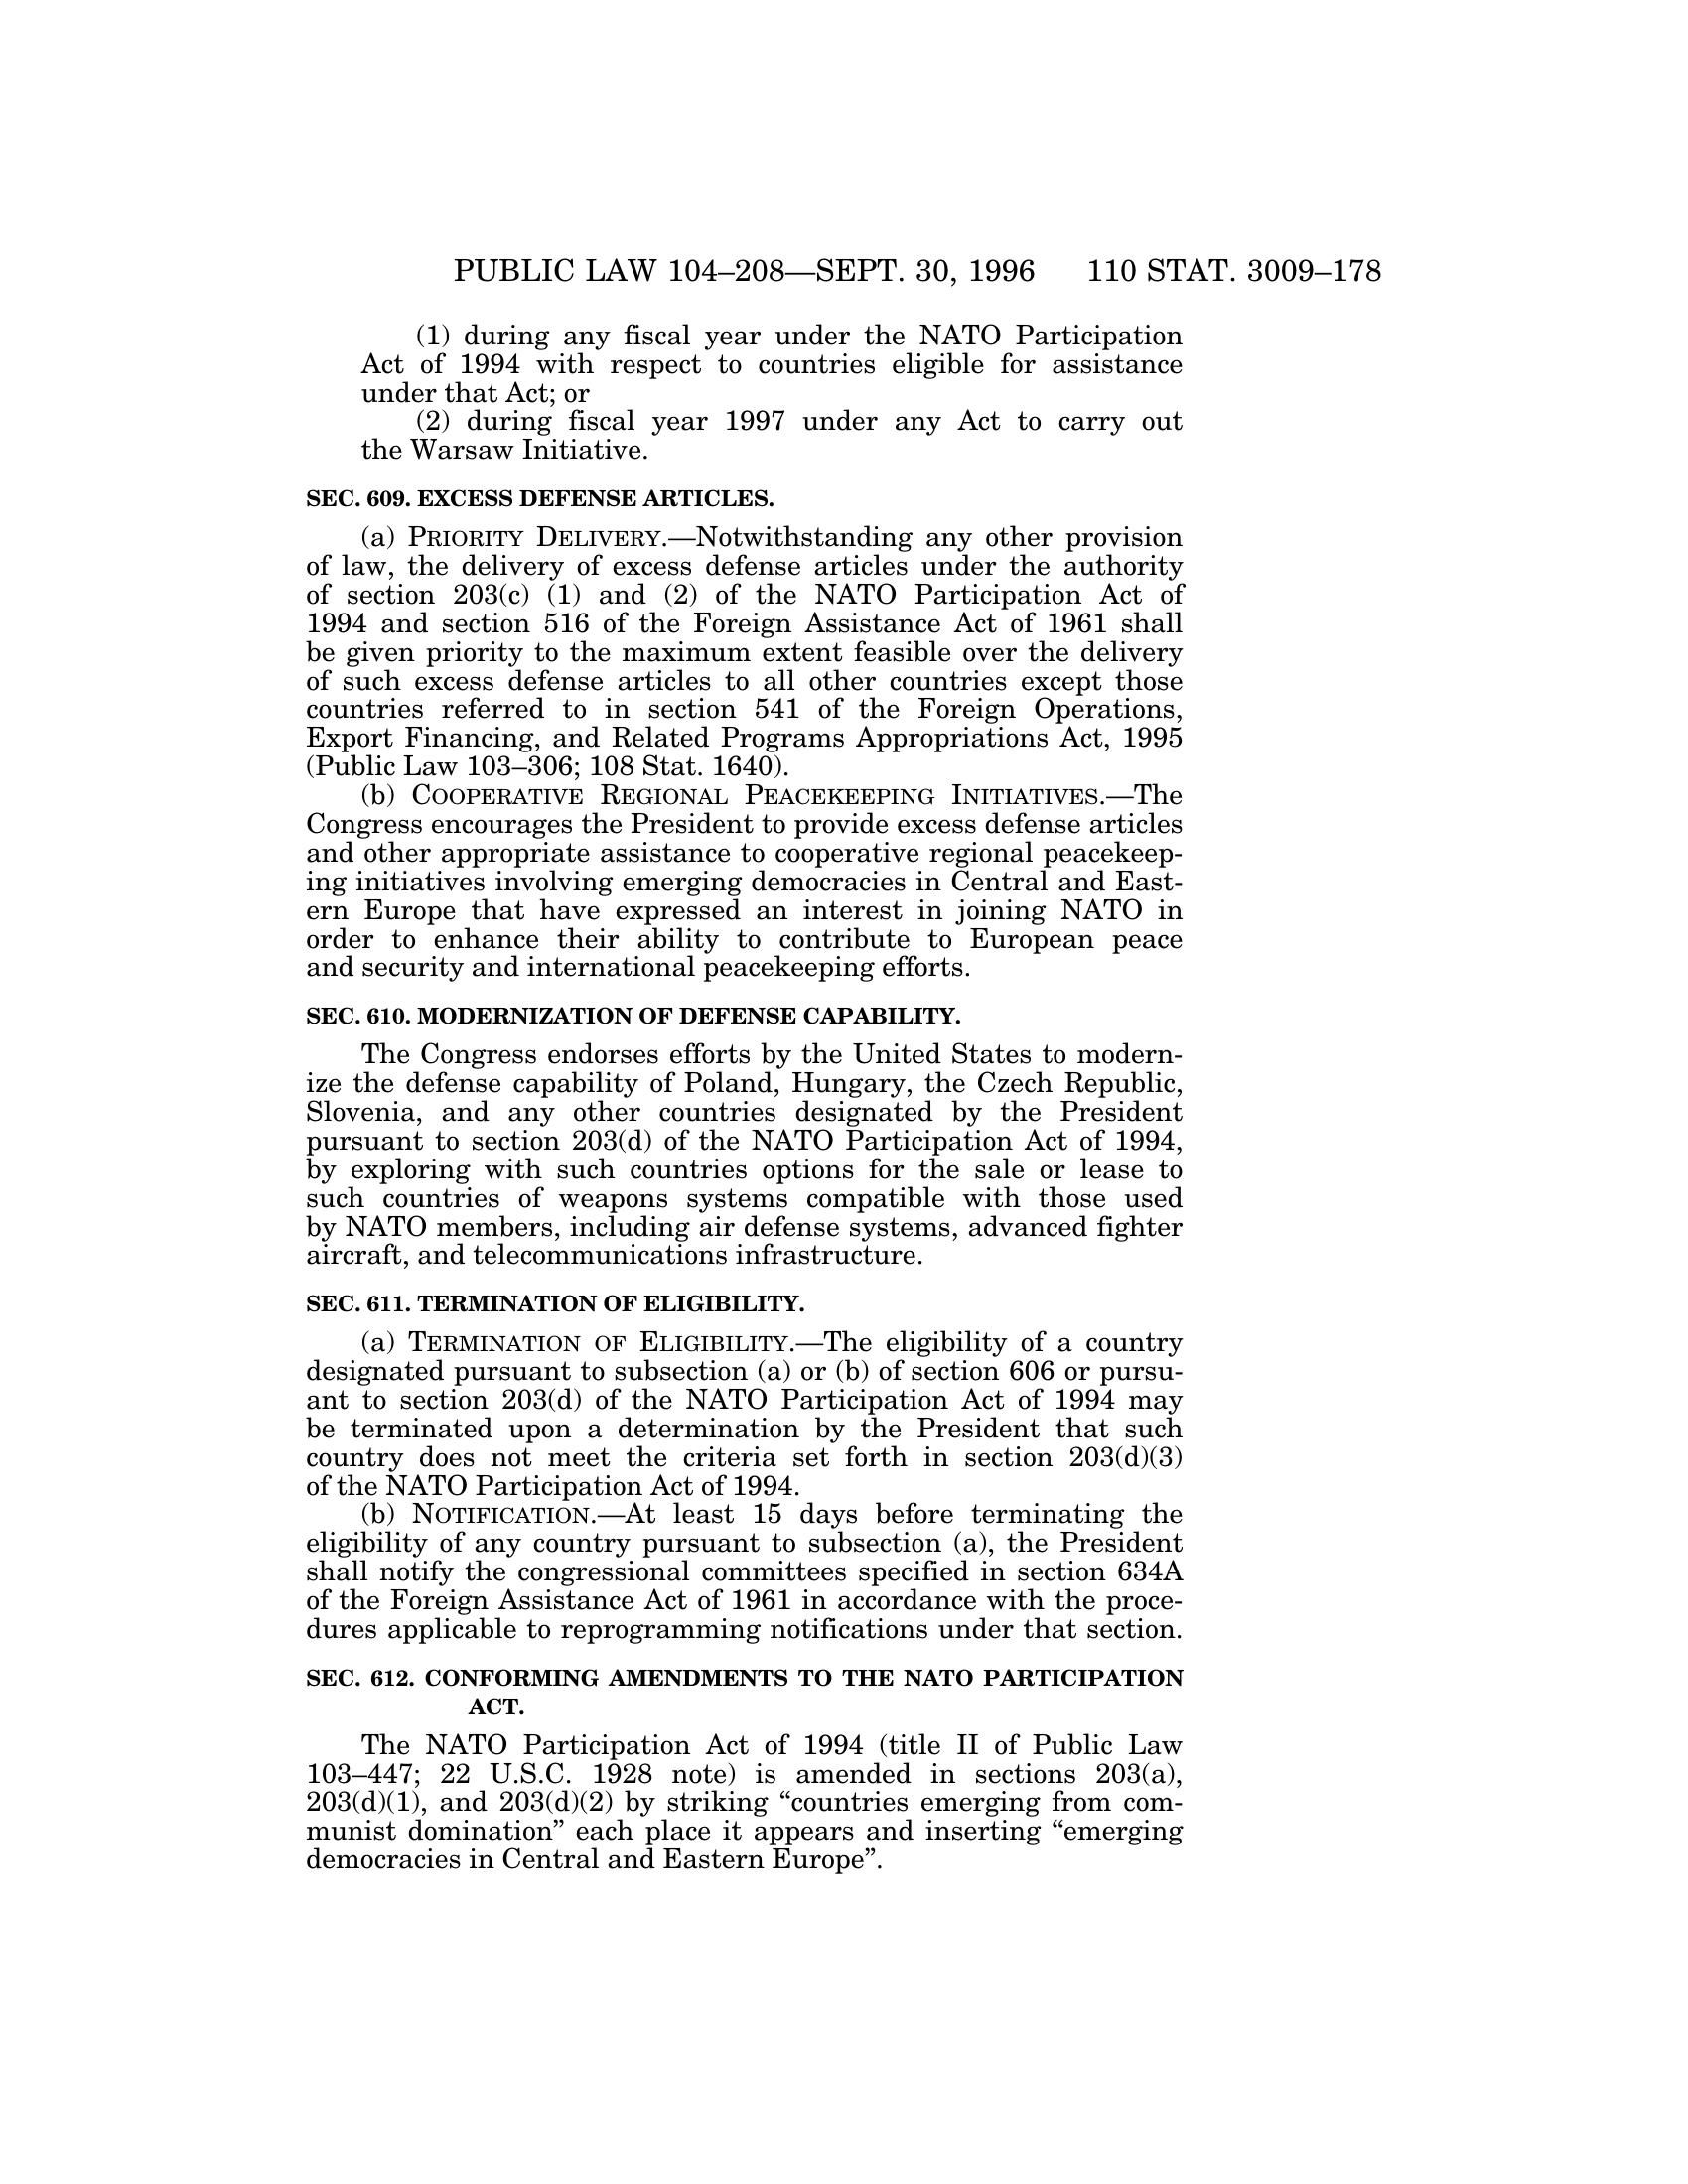 PUBLIC LAW 104–208—SEPT. 30, 1996 110 STAT. 3009–178
(1) during any fiscal year under the NATO Participation
Act of 1994 with respect to countries eligible for assistance
under that Act; or
(2) during fiscal year 1997 under any Act to carry out
the Warsaw Initiative.
SEC. 609. EXCESS DEFENSE ARTICLES.
(a) PRIORITY DELIVERY.—Notwithstanding any other provision
of law, the delivery of excess defense articles under the authority
of section 203(c) (1) and (2) of the NATO Participation Act of
1994 and section 516 of the Foreign Assistance Act of 1961 shall
be given priority to the maximum extent feasible over the delivery
of such excess defense articles to all other countries except those
countries referred to in section 541 of the Foreign Operations,
Export Financing, and Related Programs Appropriations Act, 1995
(Public Law 103–306; 108 Stat. 1640).
(b) COOPERATIVE REGIONAL PEACEKEEPING INITIATIVES.—The
Congress encourages the President to provide excess defense articles
and other appropriate assistance to cooperative regional peacekeep-
ing initiatives involving emerging democracies in Central and East-
ern Europe that have expressed an interest in joining NATO in
order to enhance their ability to contribute to European peace
and security and international peacekeeping efforts.
SEC. 610. MODERNIZATION OF DEFENSE CAPABILITY.
The Congress endorses efforts by the United States to modern-
ize the defense capability of Poland, Hungary, the Czech Republic,
Slovenia, and any other countries designated by the President
pursuant to section 203(d) of the NATO Participation Act of 1994,
by exploring with such countries options for the sale or lease to
such countries of weapons systems compatible with those used
by NATO members, including air defense systems, advanced fighter
aircraft, and telecommunications infrastructure.
SEC. 611. TERMINATION OF ELIGIBILITY.
(a) TERMINATION OF ELIGIBILITY.—The eligibility of a country
designated pursuant to subsection (a) or (b) of section 606 or pursu-
ant to section 203(d) of the NATO Participation Act of 1994 may
be terminated upon a determination by the President that such
country does not meet the criteria set forth in section 203(d)(3)
of the NATO Participation Act of 1994.
(b) NOTIFICATION.—At least 15 days before terminating the
eligibility of any country pursuant to subsection (a), the President
shall notify the congressional committees specified in section 634A
of the Foreign Assistance Act of 1961 in accordance with the proce-
dures applicable to reprogramming notifications under that section.
SEC. 612. CONFORMING AMENDMENTS TO THE NATO PARTICIPATION
ACT.
The NATO Participation Act of 1994 (title II of Public Law
103–447; 22 U.S.C. 1928 note) is amended in sections 203(a),
203(d)(1), and 203(d)(2) by striking “countries emerging from com-
munist domination” each place it appears and inserting “emerging
democracies in Central and Eastern Europe”.